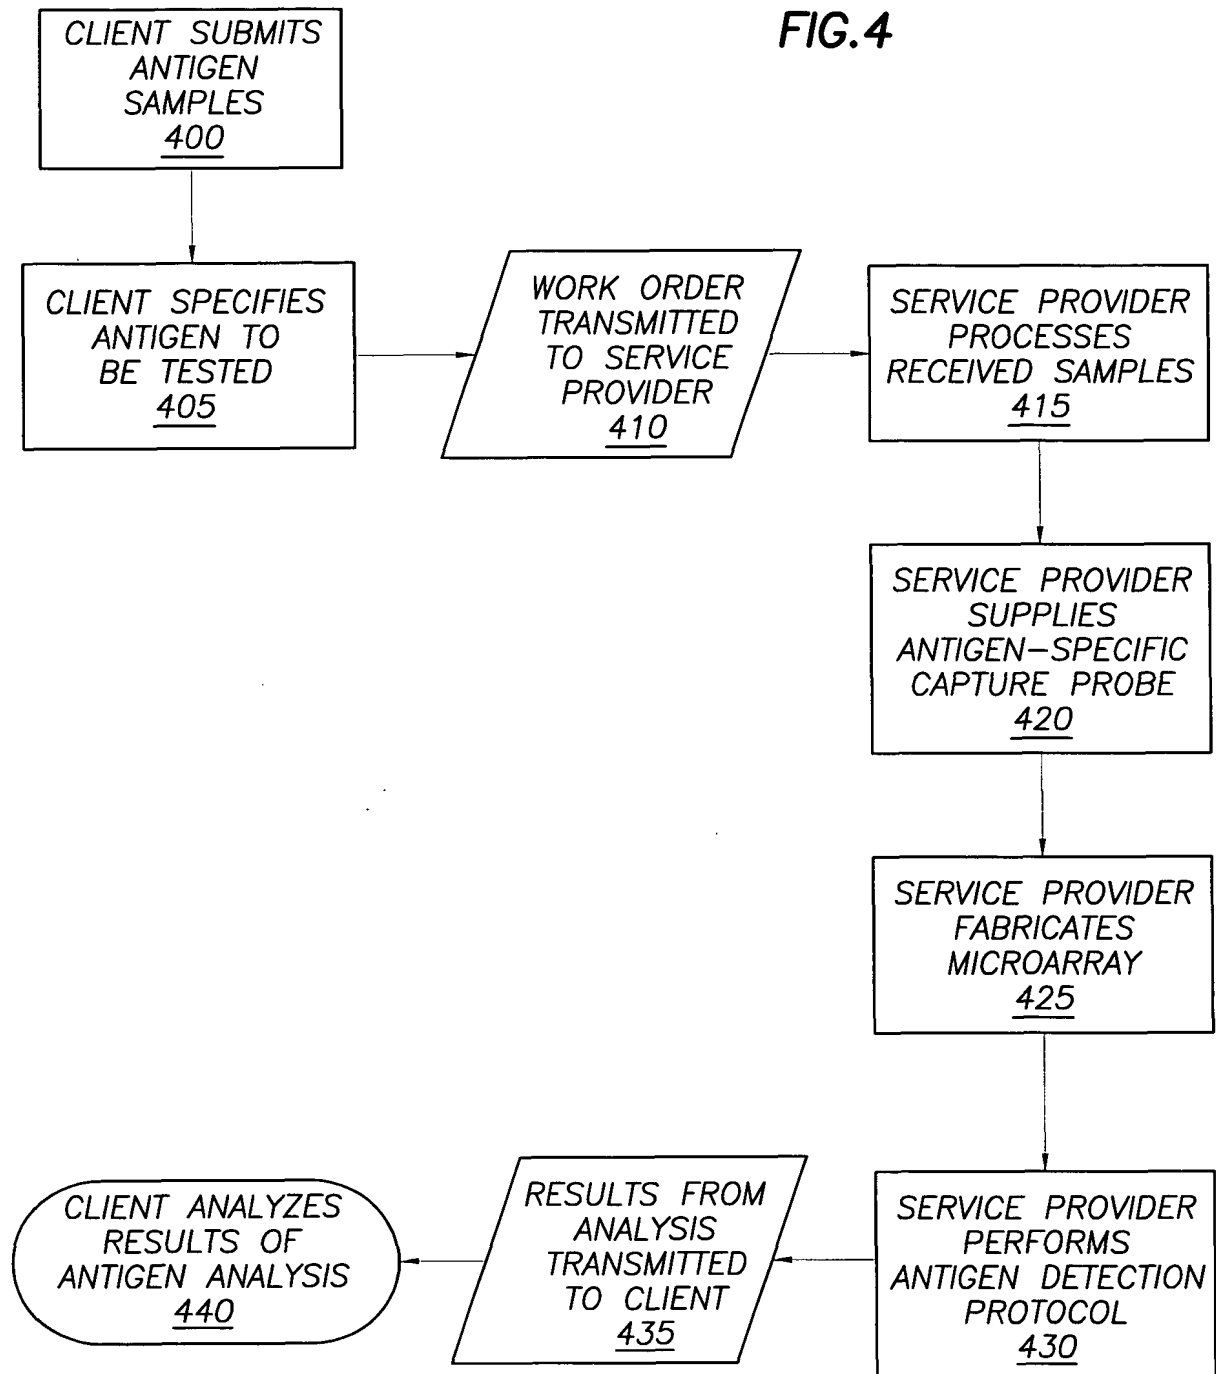 FIG.4
CLIENT SUBMITS
ANTIGEN
SAMPLES
400
CLIENT SPECIFIES
ANTIGEN TO
BE TESTED
405
WORK ORDER
TRANSMITTED
TO SERVICE
PROVIDER
410
SERVICE PROVIDER
PROCESSES
RECEIVED SAMPLES
415
SERVICE PROVIDER
SUPPLIES
ANTIGEN-SPECIFIC
CAPTURE PROBE
420
SERVICE PROVIDER
FABRICATES
MICROARRAY
425
SERVICE PROVIDER
PERFORMS
ANTIGEN DETECTION
PROTOCOL
430
RESULTS FROM
ANALYSIS
TRANSMITTED
TO CLIENT
435
CLIENT ANALYZES
RESULTS OF
ANTIGEN ANALYSIS
440